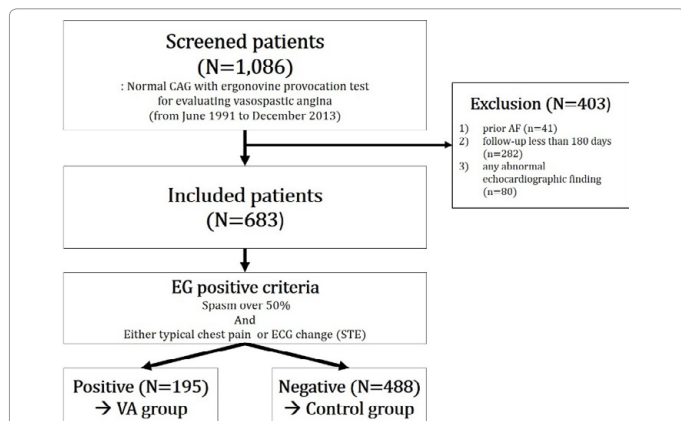 Screened patients
(N=1,086)
: Normal CAG with ergonovine provocation test
for evaluating vasospastic angina
(from June 1991 to December 2013)
Exclusion (N=403)
1) prior AF (n=41)
2) follow-up less than 180 days
(n=282)
3) any abnormal
echocardiographic finding
(n=80)
Included patients
(N=683)
EG positive criteria
Spasm over 50%
And
Either typical chest pain or ECG change (STE)
Positive (N=195)
→ VA group
Negative (N=488)
→ Control group